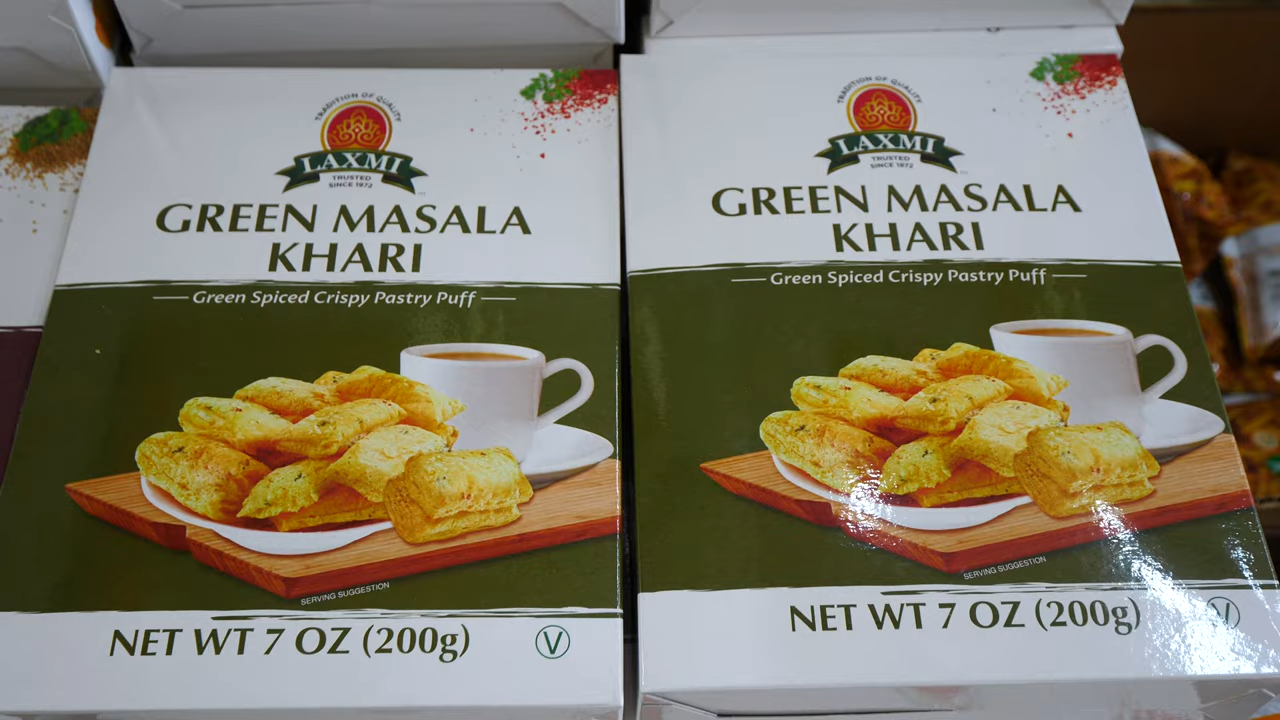 TRADITION OF QUALITY
LAXMI
TRUSTED
SINCE 1972
GREEN MASALA
KHARI
Green Spiced Crispy Pastry Puff
SERVING SUGGESTION
NET WT 7 OZ (200g)
V
TRADITION OF QUALITY
LAXMI
TRUSTED
SINCE 1972
GREEN MASALA
KHARI
Green Spiced Crispy Pastry Puff
SERVING SUGGESTION
NET WT 7 OZ (200g)
V